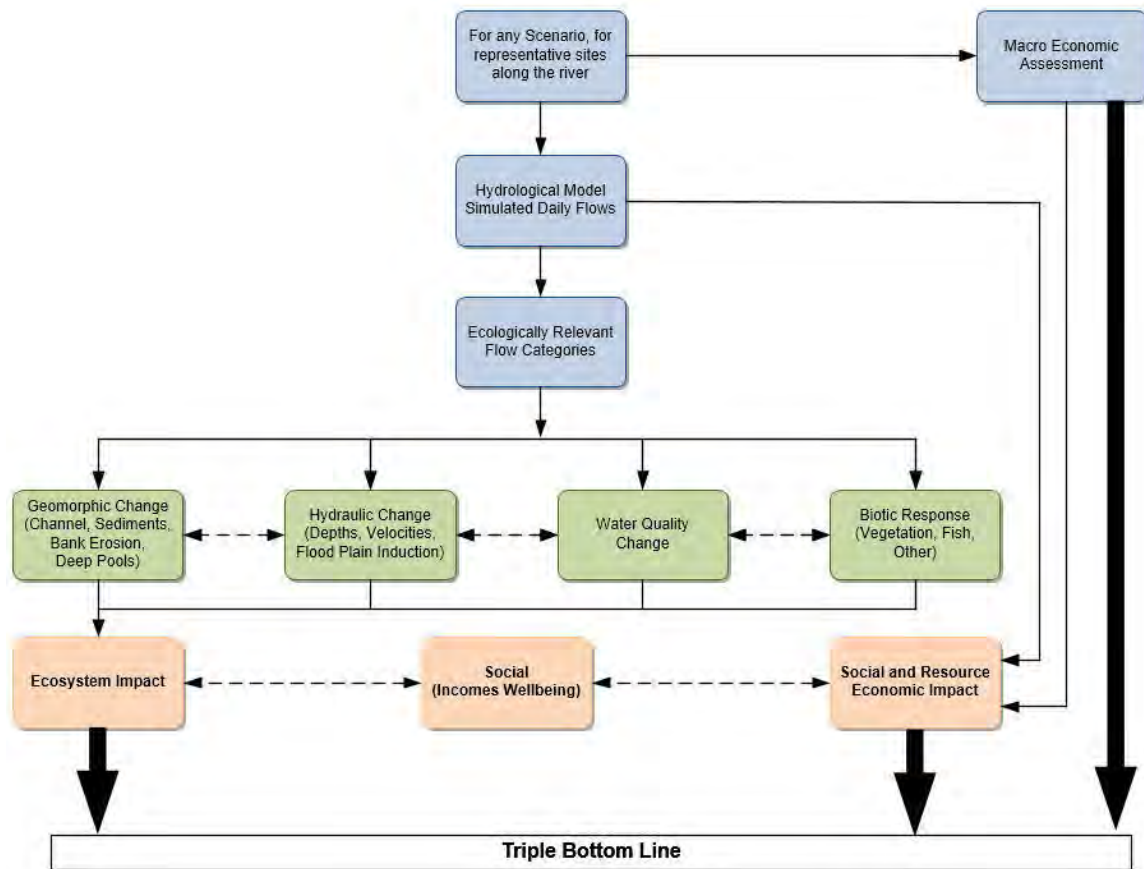 For any Scenario, for
representative sites
along the river
Macro Economic
Assessment
Hydrological Model
Simulated Daily Flows
Ecologically Relevant
Flow Categories
Geomorphic Change
(Channel, Sediments,
Bank Erosion,
Deep Pools)
Hydraulic Change
(Depths, Velocities,
Flood Plain Induction)
Water Quality
Change
Biotic Response
(Vegetation, Fish,
Other)
Ecosystem Impact
Social
(Incomes Wellbeing)
Social and Resource
Economic Impact
Triple Bottom Line